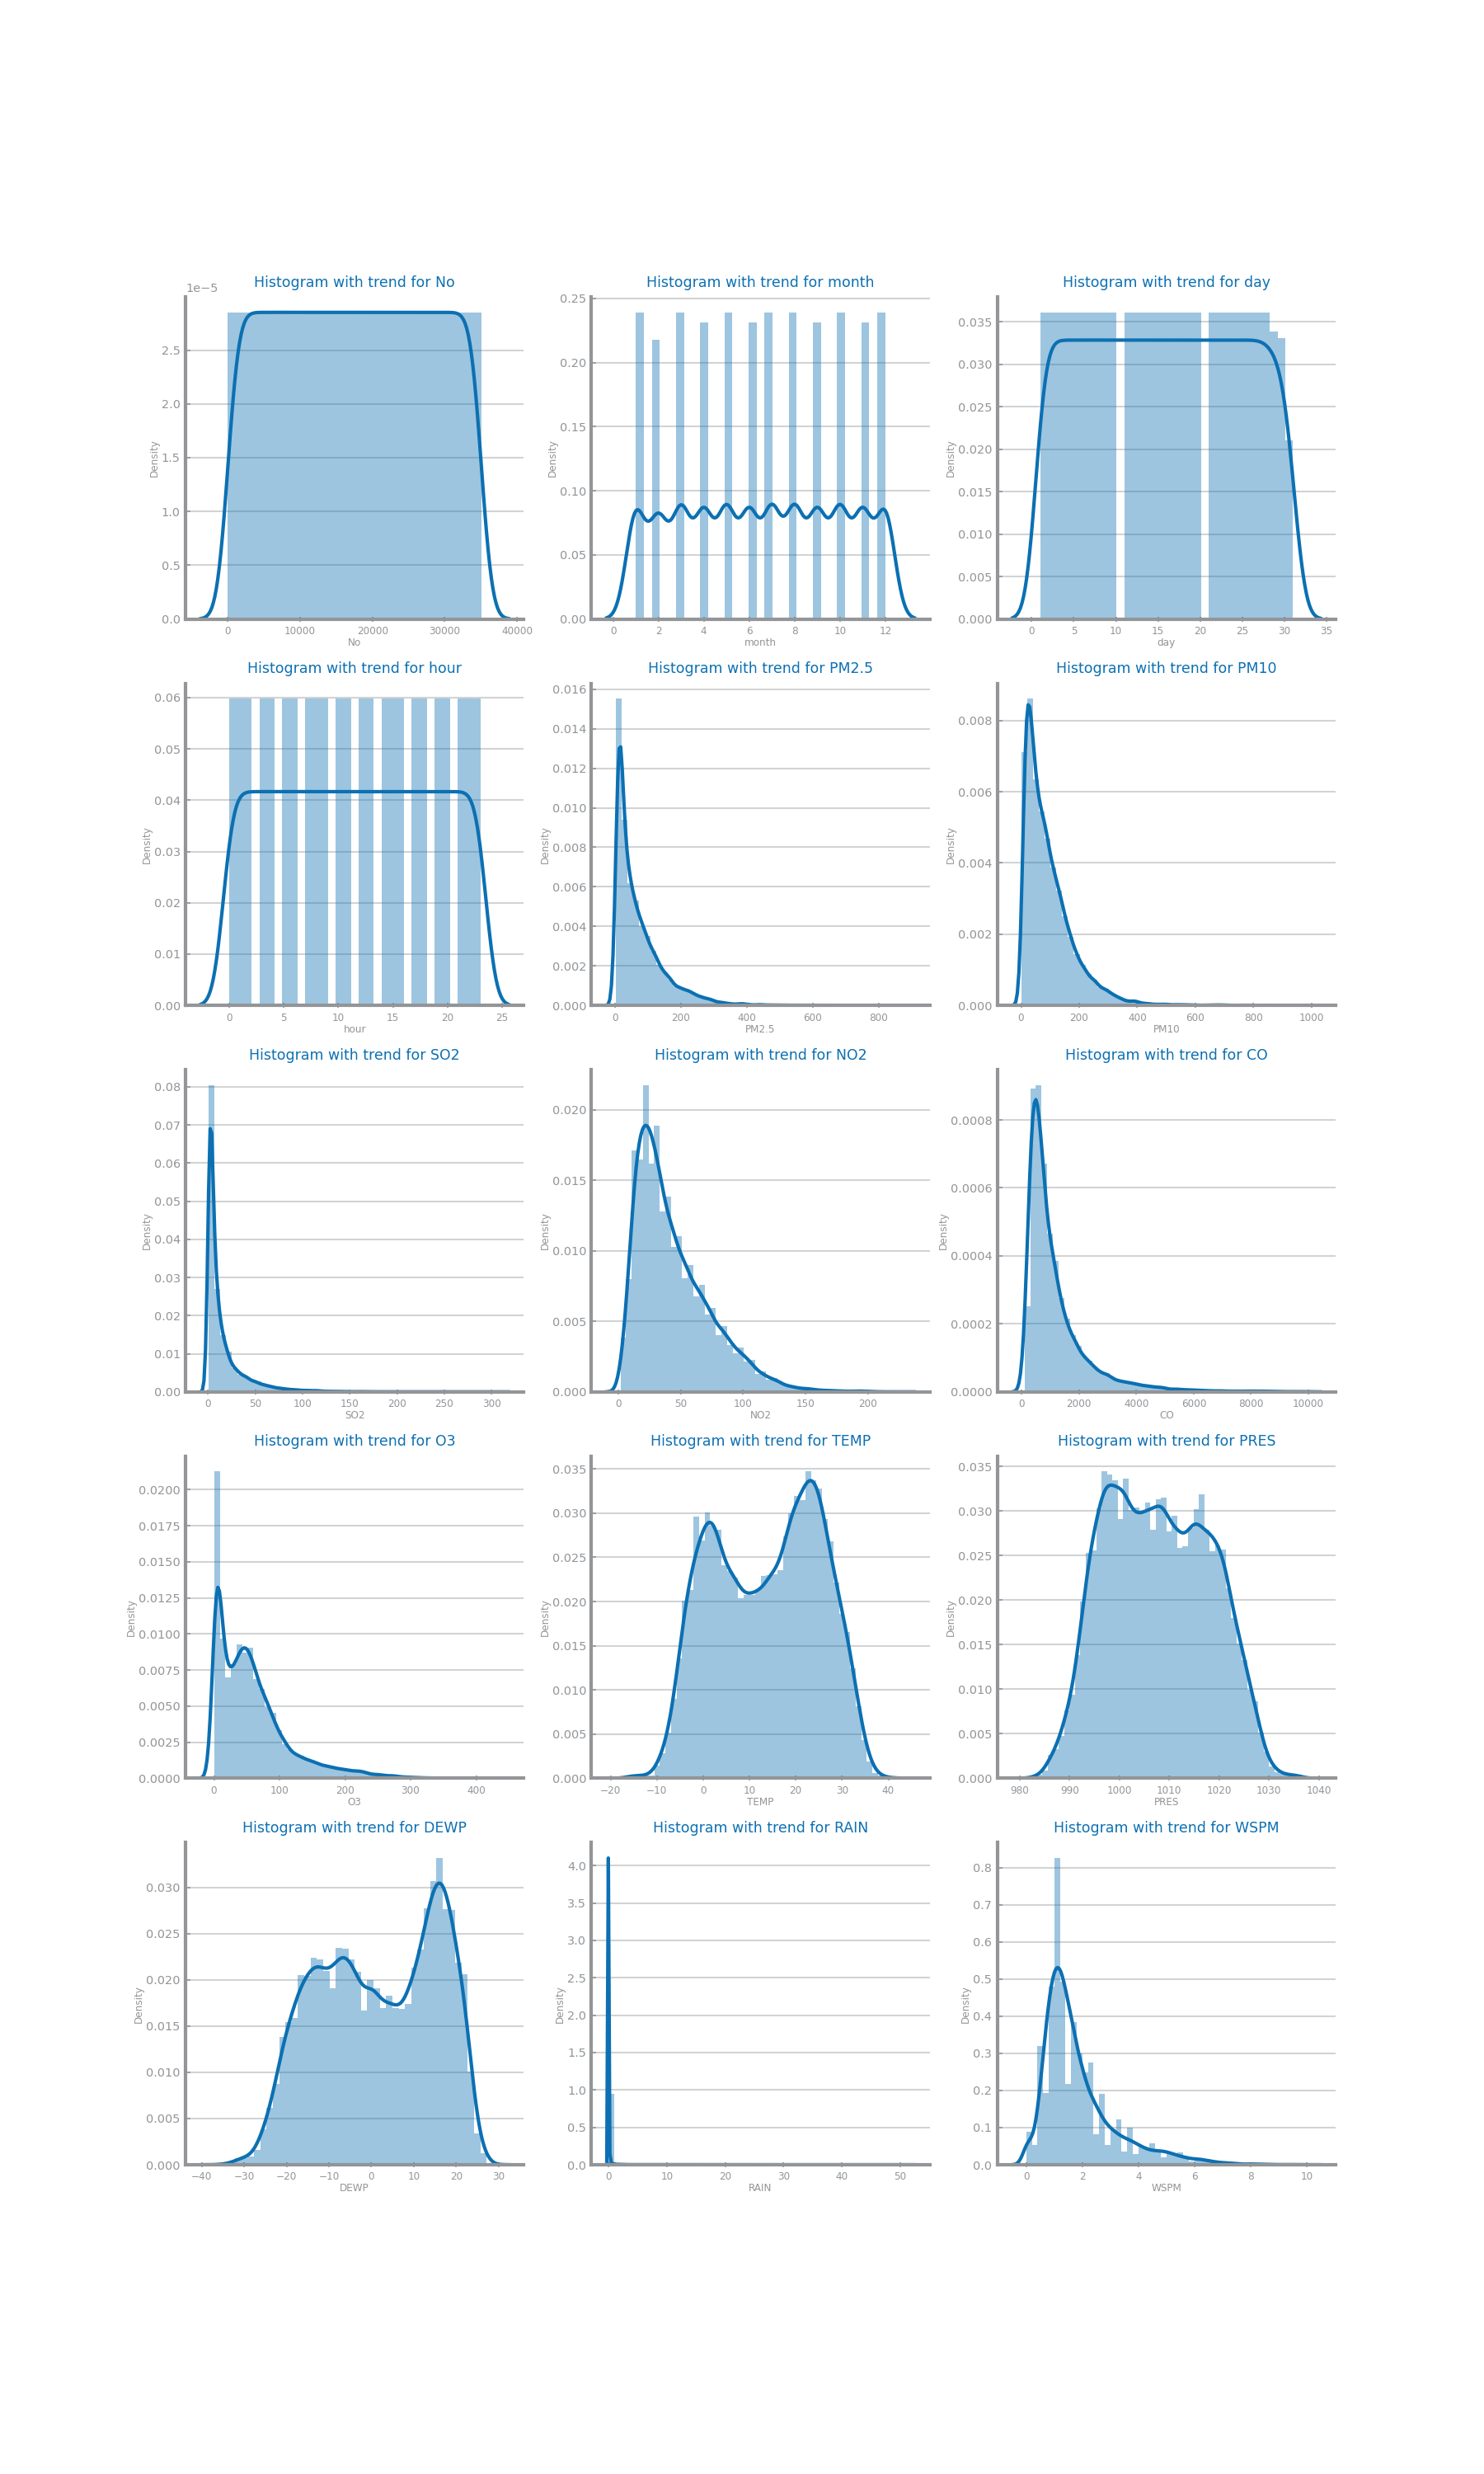 Histogram with trend for No
1e−5
2.5
2.0
1.5
1.0
0.5
0.0
Density
0 10000 20000 30000 40000
No
Histogram with trend for month
0.25
0.20
0.15
0.10
0.05
0.00
Density
0 2 4 6 8 10 12
month
Histogram with trend for day
0.035
0.030
0.025
0.020
0.015
0.010
0.005
0.000
Density
0 5 10 15 20 25 30 35
day
Histogram with trend for hour
0.06
0.05
0.04
0.03
0.02
0.01
0.00
Density
0 5 10 15 20 25
hour
Histogram with trend for PM2.5
0.016
0.014
0.012
0.010
0.008
0.006
0.004
0.002
0.000
Density
0 200 400 600 800
PM2.5
Histogram with trend for PM10
0.008
0.006
0.004
0.002
0.000
Density
0 200 400 600 800 1000
PM10
Histogram with trend for SO2
0.08
0.07
0.06
0.05
0.04
0.03
0.02
0.01
0.00
Density
0 50 100 150 200 250 300
SO2
Histogram with trend for NO2
0.020
0.015
0.010
0.005
0.000
Density
0 50 100 150 200
NO2
Histogram with trend for CO
0.0008
0.0006
0.0004
0.0002
0.0000
Density
0 2000 4000 6000 8000 10000
CO
Histogram with trend for O3
0.0200
0.0175
0.0150
0.0125
0.0100
0.0075
0.0050
0.0025
0.0000
Density
0 100 200 300 400
O3
Histogram with trend for TEMP
0.035
0.030
0.025
0.020
0.015
0.010
0.005
0.000
Density
−20 −10 0 10 20 30 40
TEMP
Histogram with trend for PRES
0.035
0.030
0.025
0.020
0.015
0.010
0.005
0.000
Density
980 990 1000 1010 1020 1030 1040
PRES
Histogram with trend for DEWP
0.030
0.025
0.020
0.015
0.010
0.005
0.000
Density
−40 −30 −20 −10 0 10 20 30
DEWP
Histogram with trend for RAIN
4.0
3.5
3.0
2.5
2.0
1.5
1.0
0.5
0.0
Density
0 10 20 30 40 50
RAIN
Histogram with trend for WSPM
0.8
0.7
0.6
0.5
0.4
0.3
0.2
0.1
0.0
Density
0 2 4 6 8 10
WSPM